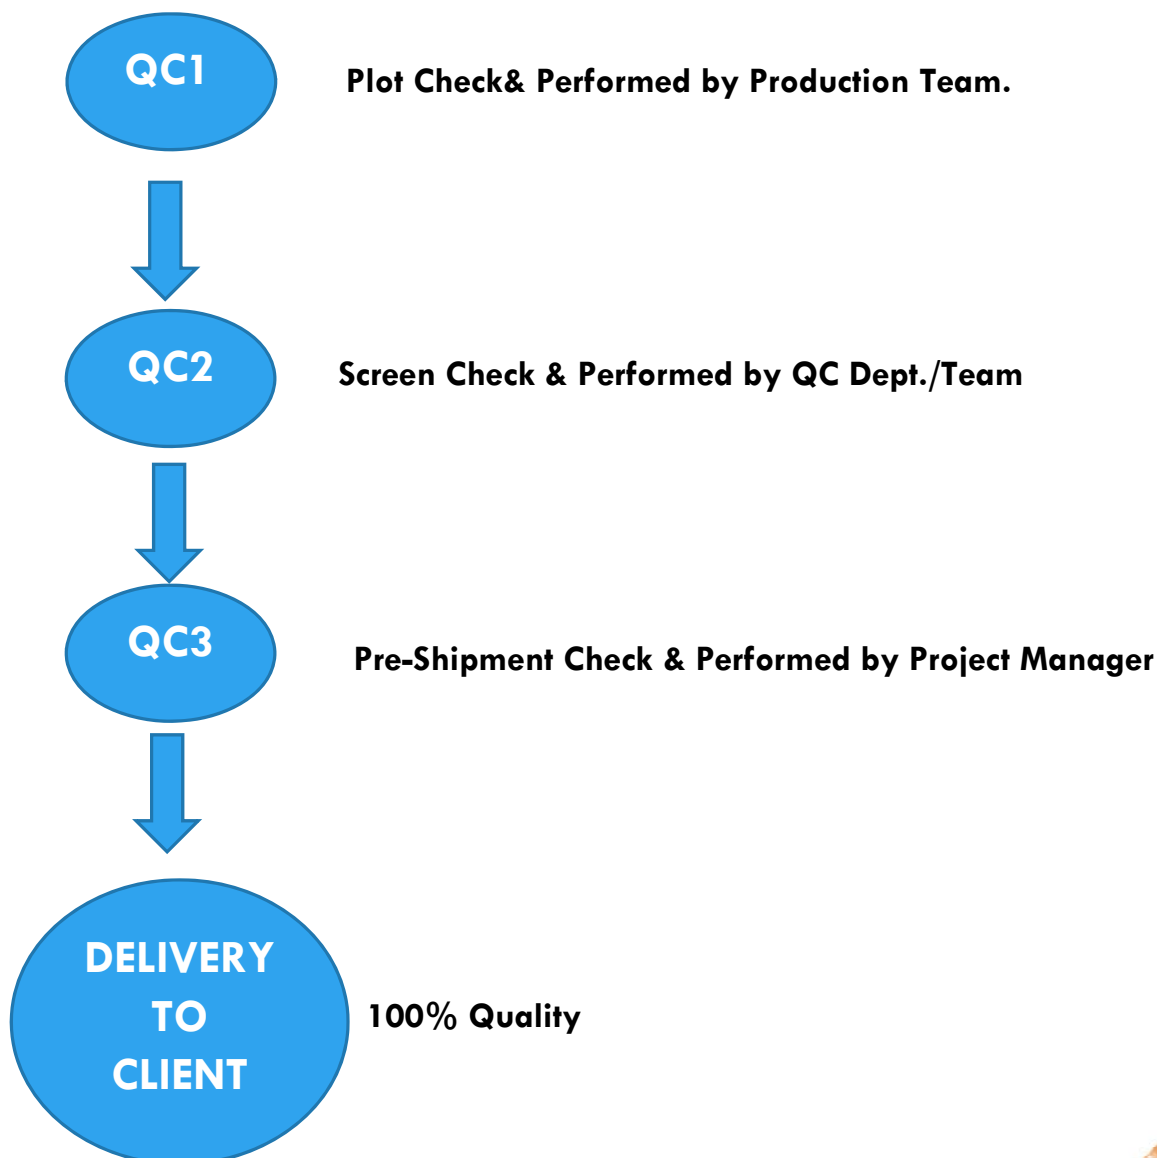 QC1
Plot Check& Performed by Production Team.
QC2
Screen Check & Performed by QC Dept./Team
QC3
Pre-Shipment Check & Performed by Project Manager
DELIVERY
TO
CLIENT
100% Quality